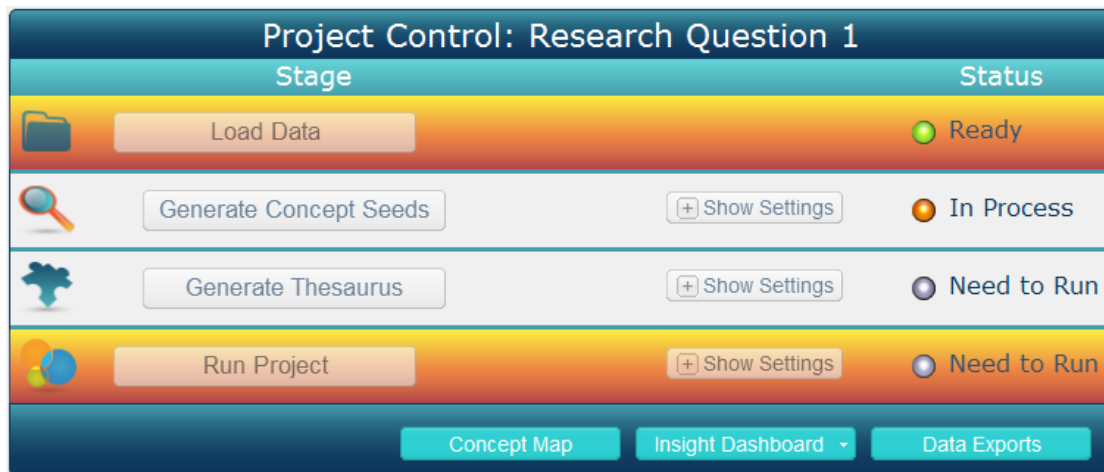 Project Control: Research Question 1
Stage Status
Load Data Ready
Generate Concept Seeds + Show Settings In Process
Generate Thesaurus + Show Settings Need to Run
Run Project + Show Settings Need to Run
Concept Map Insight Dashboard Data Exports